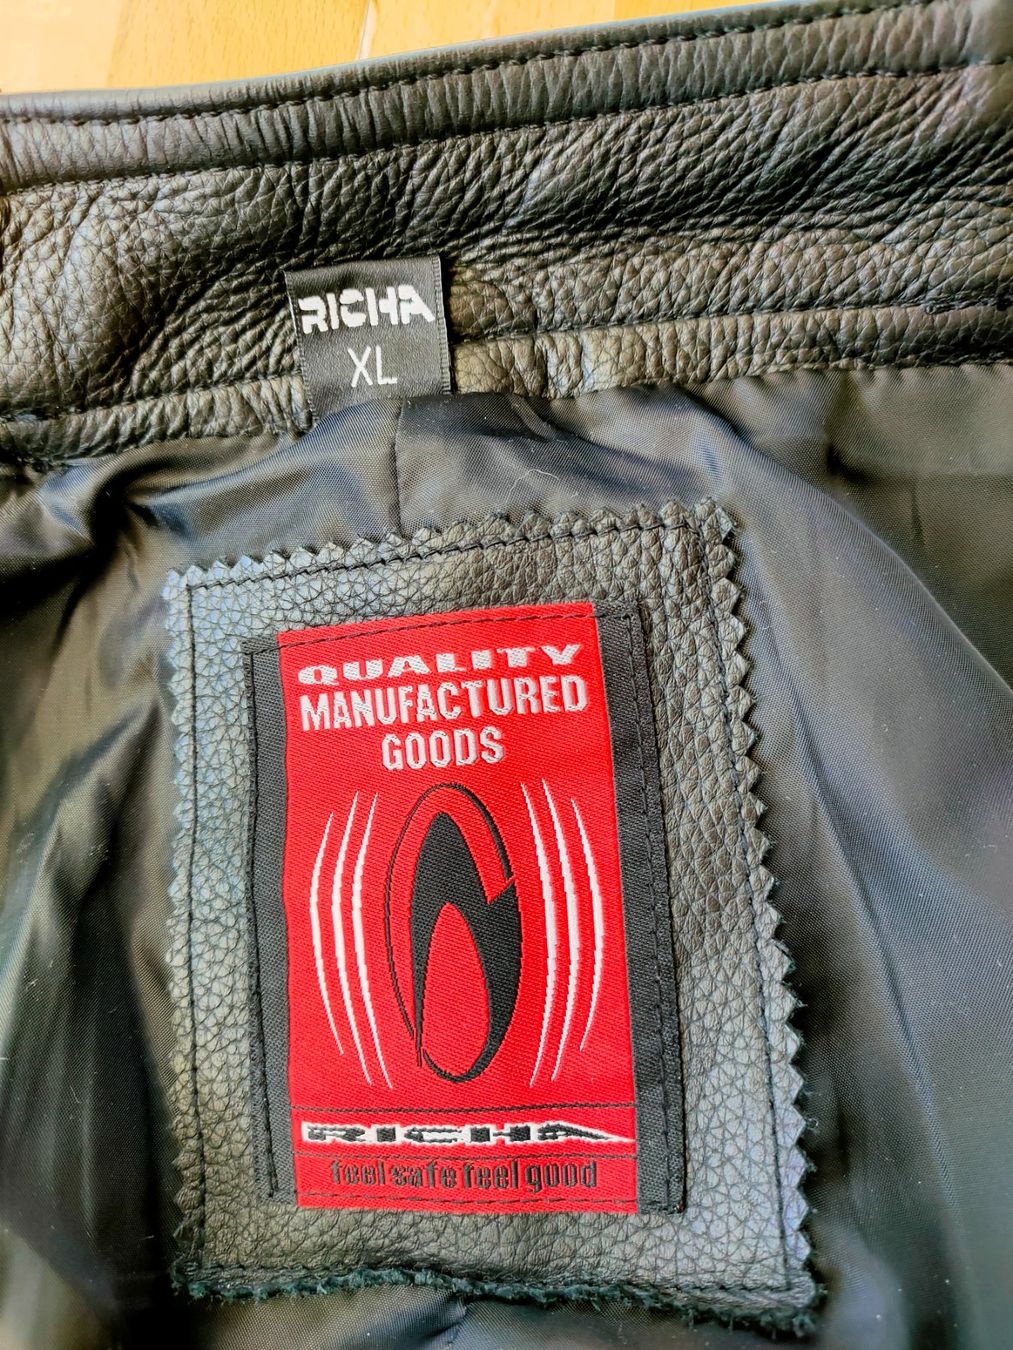 RICHA
XL
QUALITY
MANUFACTURED
GOODS
RICHA
feel safe feel good